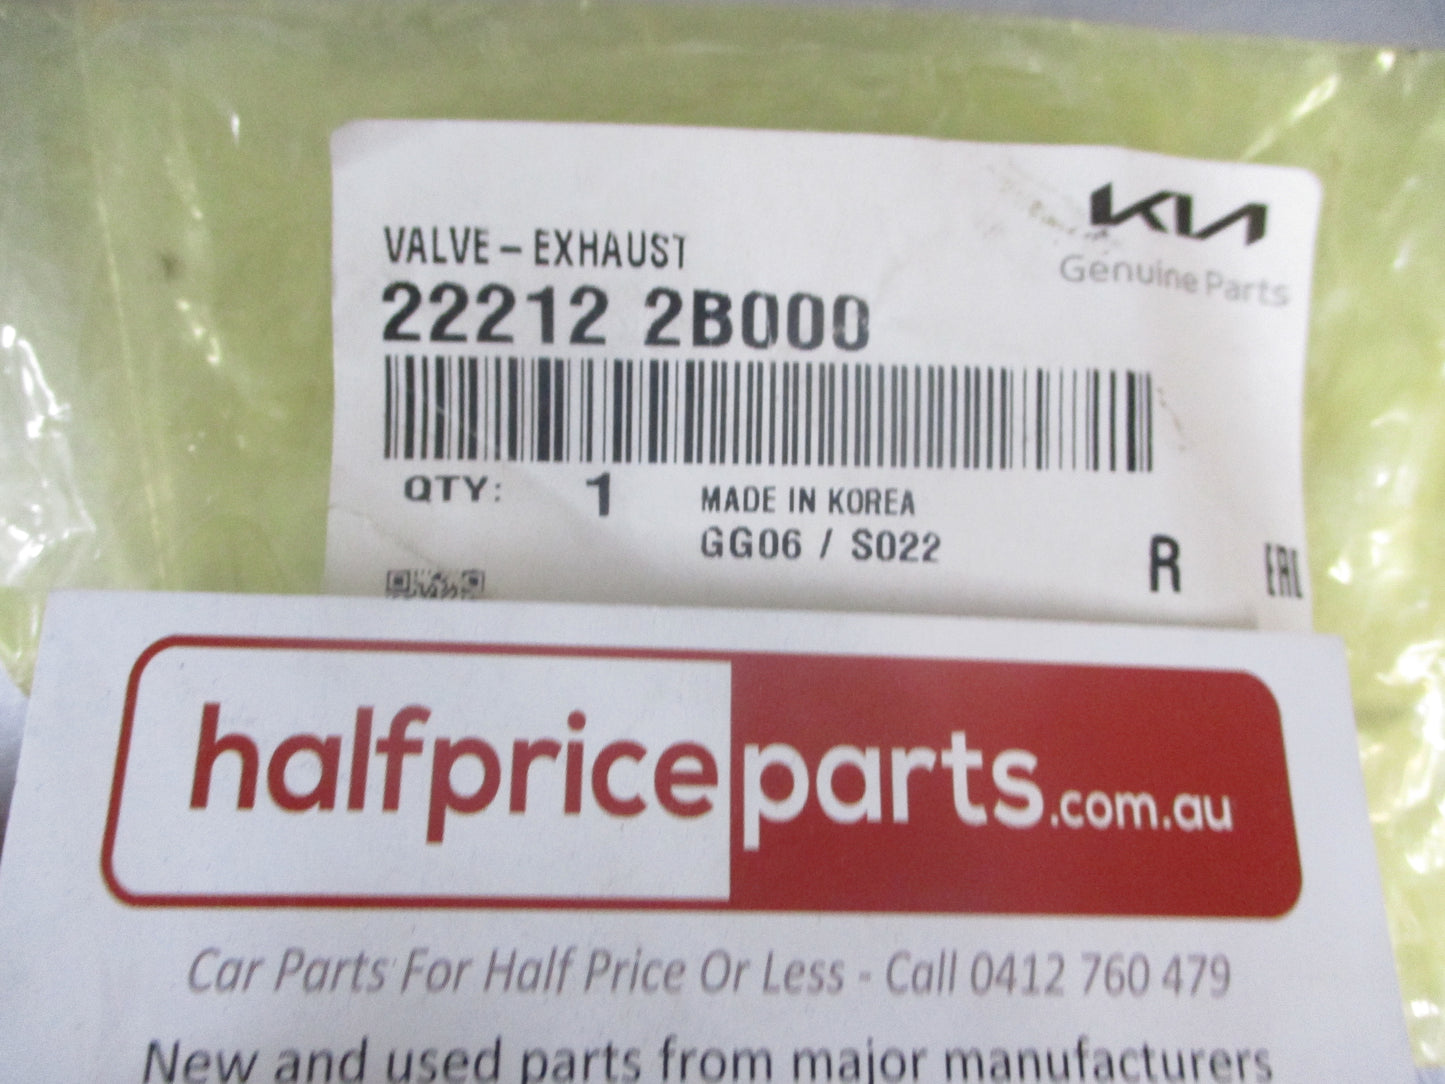 KIA
Genuine Parts
VALVE – EXHAUST
22212 2B000
QTY: 1 MADE IN KOREA
GG06 / S022
R
EAC
halfpriceparts.com.au
Car Parts For Half Price Or Less - Call 0412 760 479
New and used parts from major manufacturers